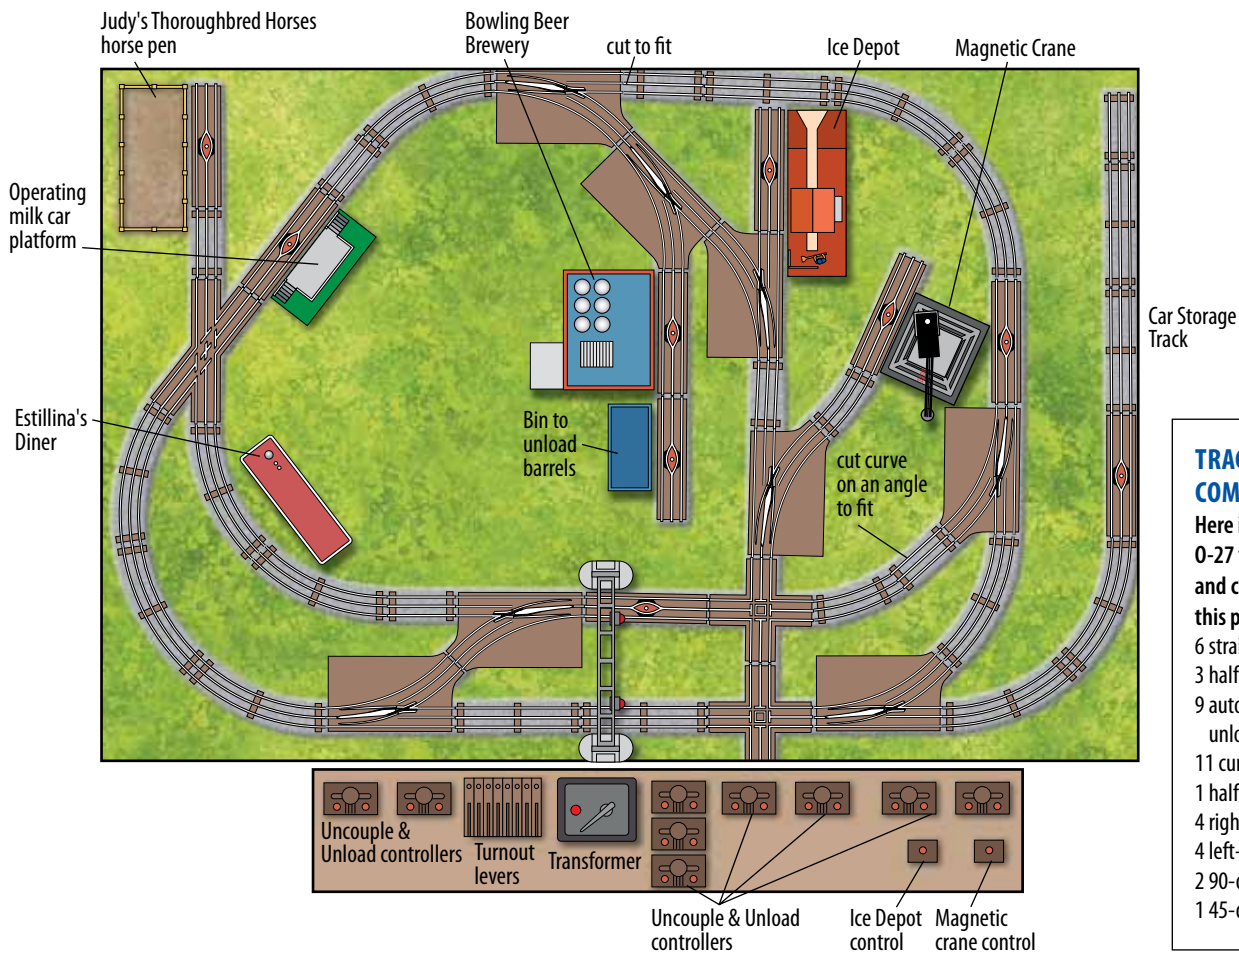 Judy's Thoroughbred Horses
horse pen
Bowling Beer
Brewery
cut to fit
Ice Depot
Magnetic Crane
Operating
milk car
platform
Car Storage
Track
Estillina's
Diner
Bin to
unload
barrels
cut curve
on an angle
to fit
Uncouple &
Unload controllers
Turnout
levers
Transformer
Uncouple & Unload
controllers
Ice Depot
control
Magnetic
crane control
TRAC
COM
Here i
O-27
and c
this p
6 stra
3 half
9 auto
unlo
11 cur
1 half
4 righ
4 left-
2 90-d
1 45-d